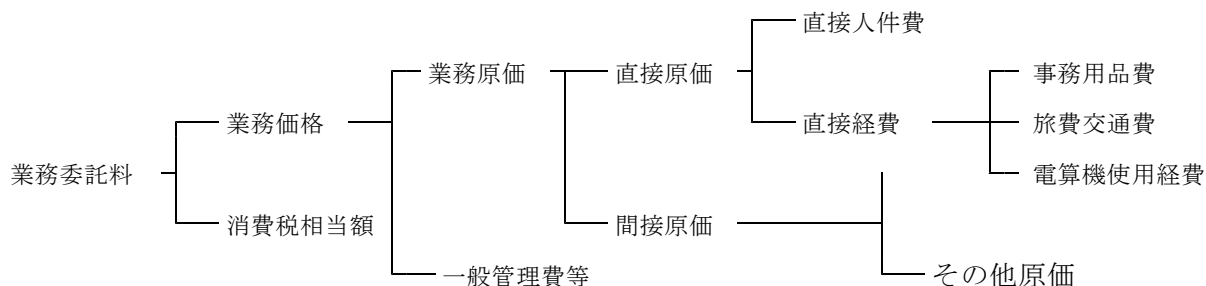 直接人件費
業務原価 直接原価 事務用品費
業務価格 直接経費 旅費交通費
業務委託料 電算機使用経費
消費税相当額 間接原価
一般管理費等 その他原価